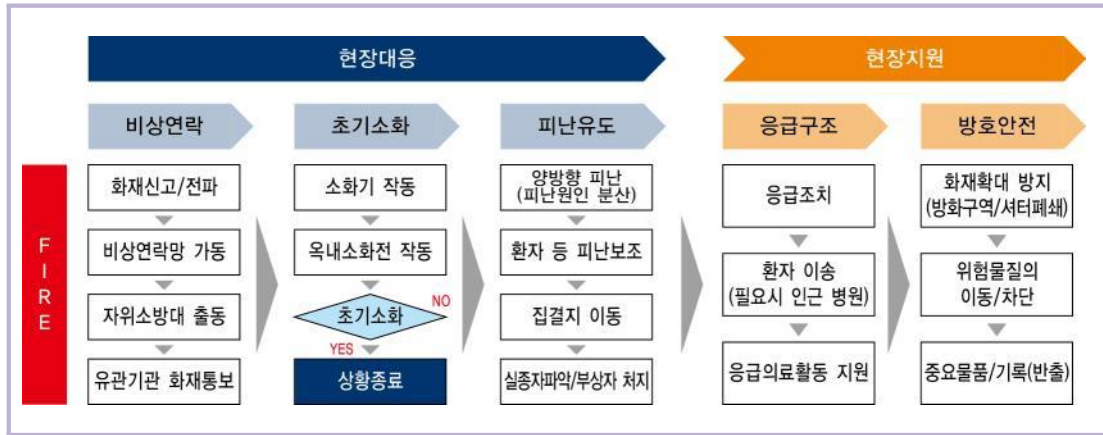 현장대응
현장지원
비상연락
초기소화
피난유도
응급구조
방호안전
FIRE
화재신고/전파
비상연락망 가동
자위소방대 출동
유관기관 화재통보
소화기 작동
옥내소화전 작동
초기소화
NO
YES
상황종료
양방향 피난
(피난원인 분산)
환자 등 피난보조
집결지 이동
실종자파악/부상자 처지
응급조치
환자 이송
(필요시 인근 병원)
응급의료활동 지원
화재확대 방지
(방화구역/셔터폐쇄)
위험물질의
이동/차단
중요물품/기록(반출)